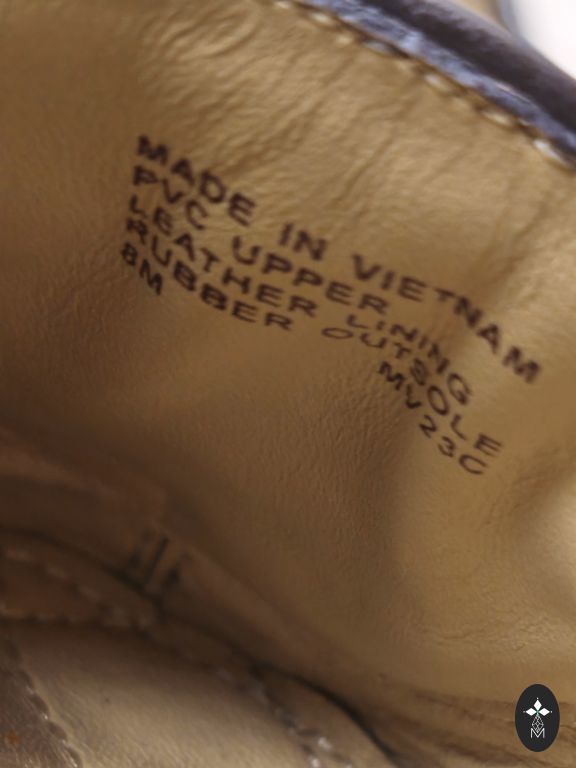 MADE IN VIETNAM
PVC UPPER
LEATHER LINING
RUBBER OUTSOLE
8M MV23C
M